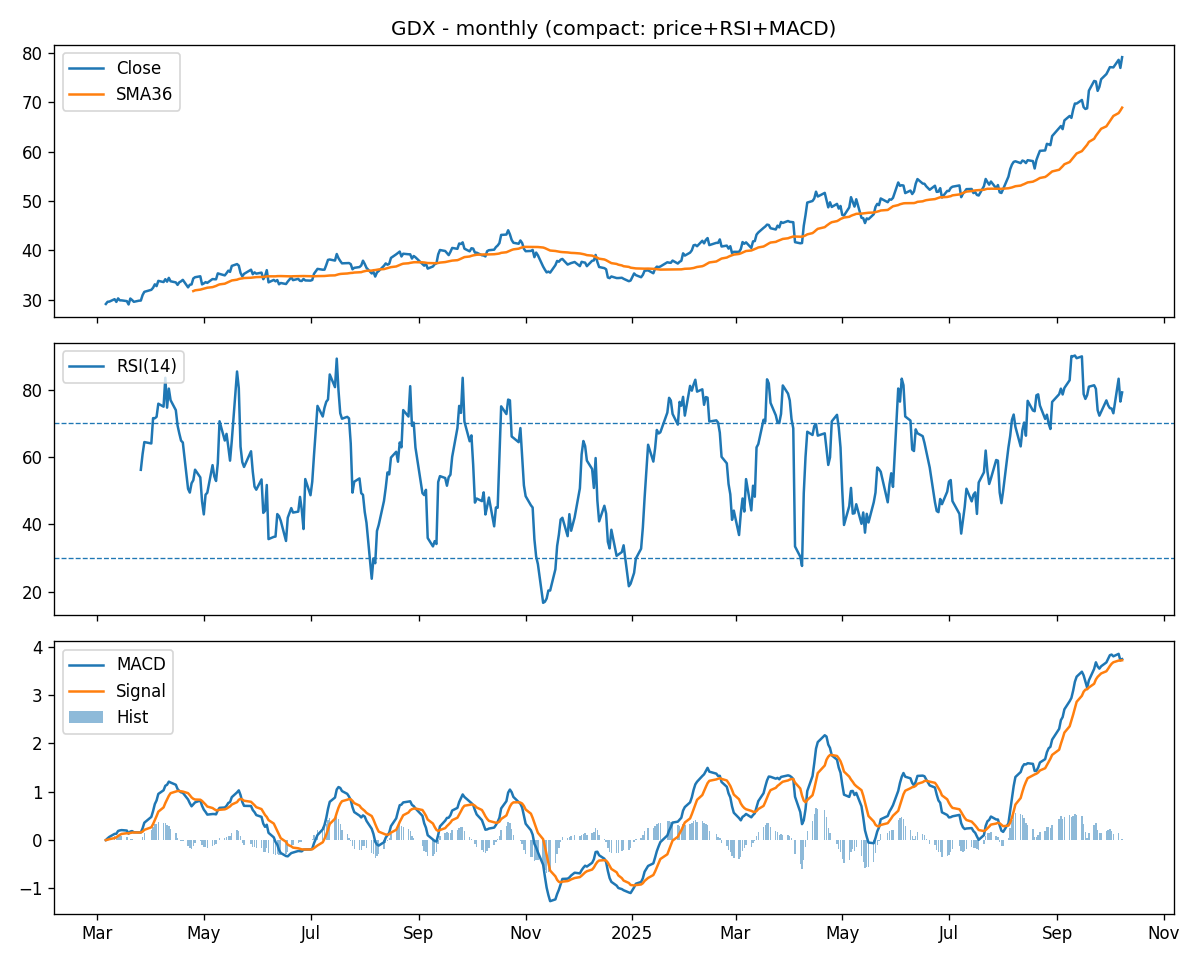 GDX - monthly (compact: price+RSI+MACD)
80
70
60
50
40
30
Close
SMA36
80
60
40
20
RSI(14)
4
3
2
1
0
−1
MACD
Signal
Hist
Mar May Jul Sep Nov 2025 Mar May Jul Sep Nov